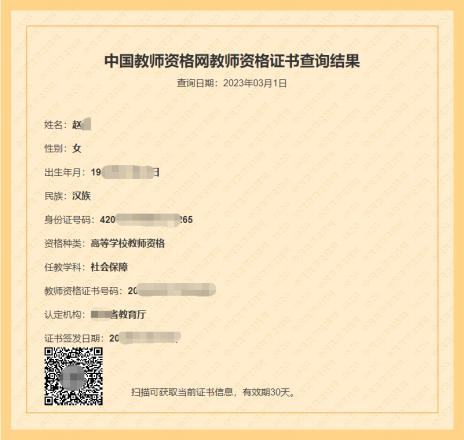 中国教师资格网教师资格证书查询结果
查询日期：2023年03月1日
姓名：赵
性别：女
出生年月：19 日
民族：汉族
身份证号码：420 265
资格种类：高等学校教师资格
任教学科：社会保障
教师资格证书号码：20
认定机构： 省教育厅
证书签发日期：20
扫描可获取当前证书信息，有效期30天。